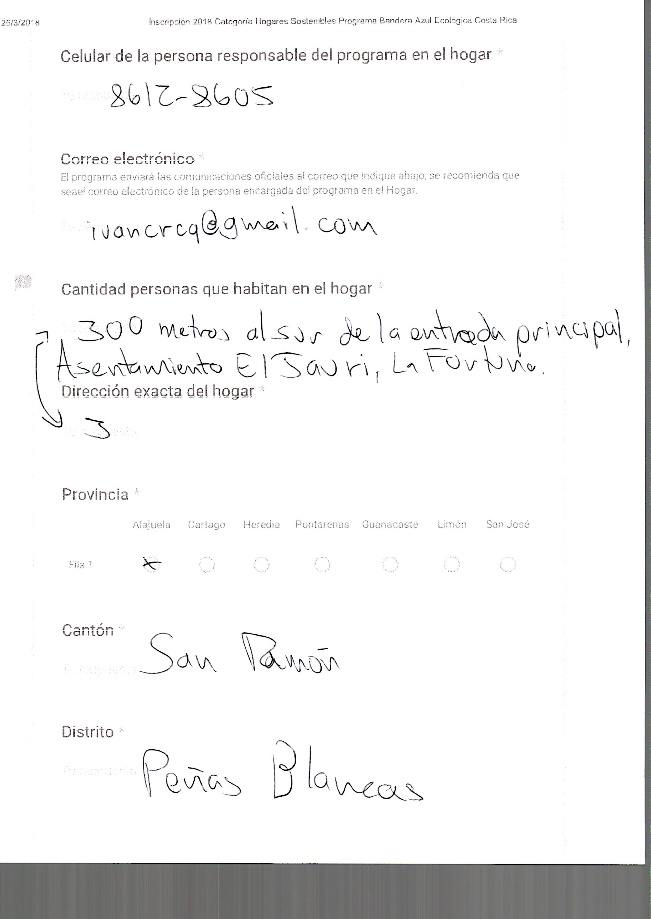 26/3/2018 Inscripción 2018 Categoría Hogares Sostenibles Programa Bandera Azul Ecológica Costa Rica
Celular de la persona responsable del programa en el hogar *
8612-8605
Correo electrónico *
El programa enviará las comunicaciones oficiales al correo que indique abajo, se recomienda que
sea el correo electrónico de la persona encargada del programa en el Hogar.
ivancrcq@gmail.com
Cantidad personas que habitan en el hogar *
300 metros al sur de la entrada principal,
Asentamiento El Jauri, La Fortuna.
Dirección exacta del hogar *
3
Provincia *
Alajuela Cartago Heredia Puntarenas Guanacaste Limón San José
Fila 1
Cantón *
San Ramón
Distrito *
Peñas Blancas